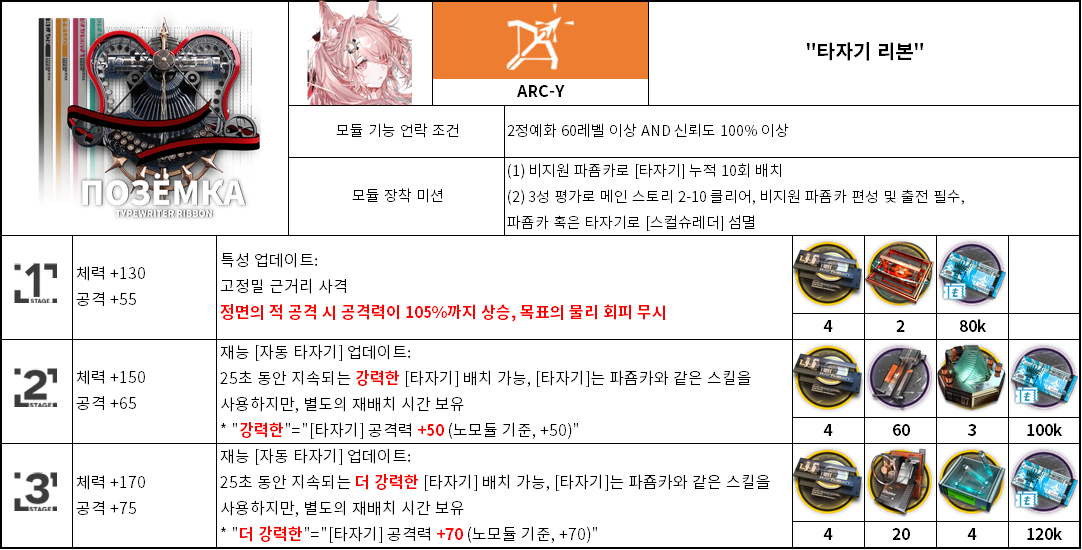 ПОЗЁМКА
TYPEWRITER RIBBON
ARC-Y
"타자기 리본"
모듈 기능 언락 조건
2정예화 60레벨 이상 AND 신뢰도 100% 이상
모듈 장착 미션
(1) 비지원 파죰카로 [타자기] 누적 10회 배치
(2) 3성 평가로 메인 스토리 2-10 클리어, 비지원 파죰카 편성 및 출전 필수,
파죰카 혹은 타자기로 [스컬슈레더] 섬멸
1
STAGE
체력 +130
공격 +55
특성 업데이트:
고정밀 근거리 사격
정면의 적 공격 시 공격력이 105%까지 상승, 목표의 물리 회피 무시
4
2
80k
2
STAGE
체력 +150
공격 +65
재능 [자동 타자기] 업데이트:
25초 동안 지속되는 강력한 [타자기] 배치 가능, [타자기]는 파죰카와 같은 스킬을
사용하지만, 별도의 재배치 시간 보유
* "강력한"="[타자기] 공격력 +50 (노모듈 기준, +50)"
4
60
3
100k
3
STAGE
체력 +170
공격 +75
재능 [자동 타자기] 업데이트:
25초 동안 지속되는 더 강력한 [타자기] 배치 가능, [타자기]는 파죰카와 같은 스킬을
사용하지만, 별도의 재배치 시간 보유
* "더 강력한"="[타자기] 공격력 +70 (노모듈 기준, +70)"
4
20
4
120k